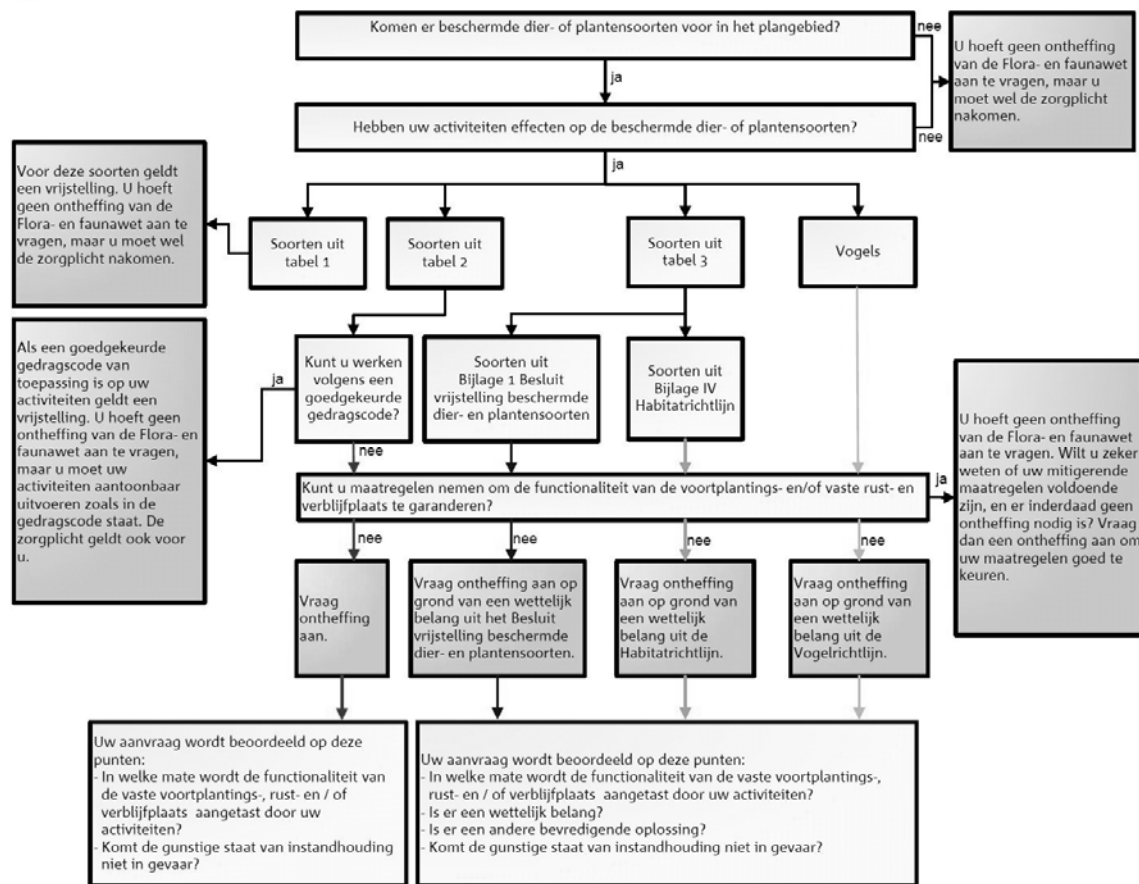 Komen er beschermde dier- of plantensoorten voor in het plangebied?
nee
U hoeft geen ontheffing
van de Flora- en faunawet
aan te vragen, maar u
moet wel de zorgplicht
nakomen.
ja
Hebben uw activiteiten effecten op de beschermde dier- of plantensoorten?
nee
ja
Voor deze soorten geldt
een vrijstelling. U hoeft
geen ontheffing van de
Flora- en faunawet aan te
vragen, maar u moet wel
de zorgplicht nakomen.
Soorten uit
tabel 1
Soorten uit
tabel 2
Soorten uit
tabel 3
Vogels
Als een goedgekeurde
gedragscode van
toepassing is op uw
activiteiten geldt een
vrijstelling. U hoeft geen
ontheffing van de Flora- en
faunawet aan te vragen,
maar u moet uw
activiteiten aantoonbaar
uitvoeren zoals in de
gedragscode staat. De
zorgplicht geldt ook voor
u.
ja
Kunt u werken
volgens een
goedgekeurde
gedragscode?
Soorten uit
Bijlage 1 Besluit
vrijstelling beschermde
dier- en plantensoorten
Soorten uit
Bijlage IV
Habitatrichtlijn
nee
Kunt u maatregelen nemen om de functionaliteit van de voortplantings- en/of vaste rust- en
verblijfplaats te garanderen?
ja
U hoeft geen ontheffing
van de Flora- en faunawet
aan te vragen. Wilt u zeker
weten of uw mitigerende
maatregelen voldoende
zijn, en er inderdaad geen
ontheffing nodig is? Vraag
dan een ontheffing aan om
uw maatregelen goed te
keuren.
nee
nee
nee
nee
Vraag
ontheffing
aan.
Vraag ontheffing aan op
grond van een wettelijk
belang uit het Besluit
vrijstelling beschermde
dier- en plantensoorten.
Vraag ontheffing
aan op grond van
een wettelijk
belang uit de
Habitatrichtlijn.
Vraag ontheffing
aan op grond van
een wettelijk
belang uit de
Vogelrichtlijn.
Uw aanvraag wordt beoordeeld op deze
punten:
- In welke mate wordt de functionaliteit van
de vaste voortplantings-, rust- en / of
verblijfplaats aangetast door uw
activiteiten?
- Komt de gunstige staat van instandhouding
niet in gevaar?
Uw aanvraag wordt beoordeeld op deze punten:
- In welke mate wordt de functionaliteit van de vaste voortplantings-,
rust- en / of verblijfplaats aangetast door uw activiteiten?
- Is er een wettelijk belang?
- Is er een andere bevredigende oplossing?
- Komt de gunstige staat van instandhouding niet in gevaar?